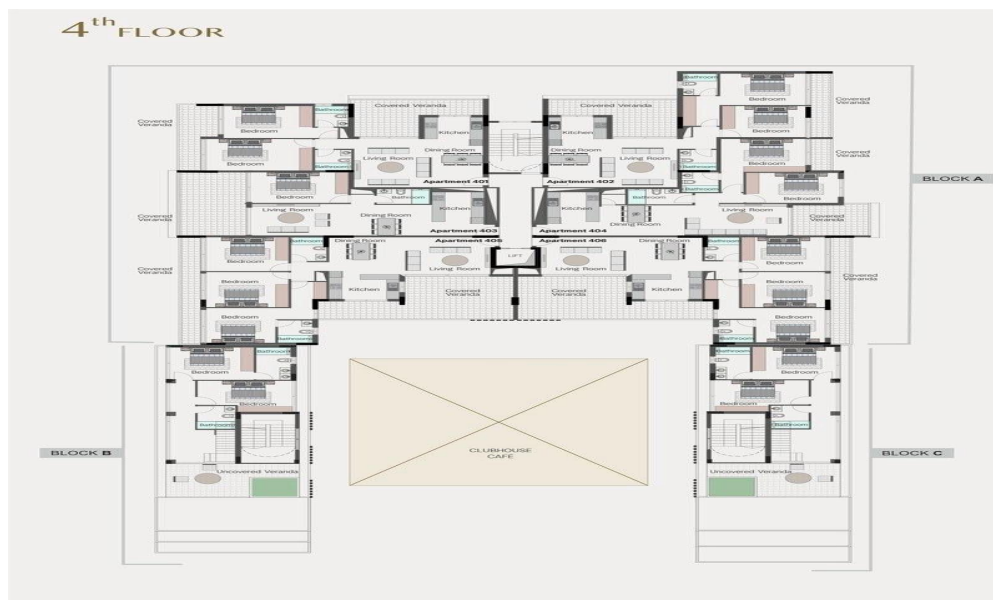 4th FLOOR
Bathroom
Bedroom
Covered
Veranda
Covered Veranda
Covered Veranda
Bathroom
Bedroom
Kitchen
Kitchen
Bedroom
Covered
Veranda
Bedroom
Bathroom
Living Room
Dining Room
Dining Room
Living Room
Bathroom
Bedroom
Covered
Veranda
Apartment 401
Apartment 402
Bathroom
BLOCK A
Bedroom
Bathroom
Kitchen
Kitchen
Bathroom
Bedroom
Covered
Veranda
Living Room
Dining Room
Dining Room
Living Room
Covered
Veranda
Apartment 403
Apartment 404
Apartment 405
Apartment 406
Bedroom
Bathroom
Dining Room
Dining Room
Bathroom
Bedroom
Covered
Veranda
Living Room
LIFT
Living Room
Covered
Veranda
Bedroom
Kitchen
Covered
Veranda
Covered
Veranda
Kitchen
Bedroom
Bedroom
Bathroom
Bathroom
Bedroom
Bathroom
Bedroom
Bathroom
Bedroom
Bedroom
Bathroom
Bedroom
Bathroom
BLOCK B
CLUBHOUSE
CAFE
BLOCK C
Uncovered Veranda
Uncovered Veranda